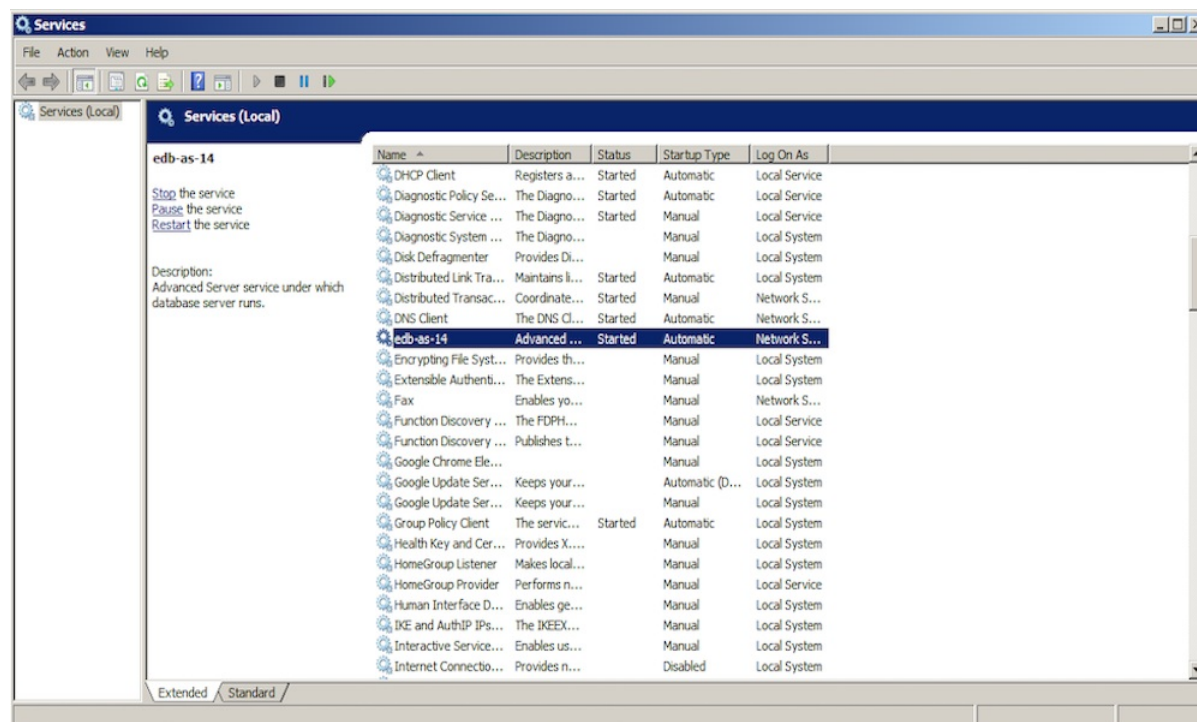 Services
File Action View Help
Services (Local)
Services (Local)
edb-as-14
Stop the service
Pause the service
Restart the service
Description:
Advanced Server service under which
database server runs.
Name Description Status Startup Type Log On As
DHCP Client Registers a... Started Automatic Local Service
Diagnostic Policy Se... The Diagno... Started Automatic Local Service
Diagnostic Service ... The Diagno... Started Manual Local Service
Diagnostic System ... The Diagno... Manual Local System
Disk Defragmenter Provides Di... Manual Local System
Distributed Link Tra... Maintains li... Started Automatic Local System
Distributed Transac... Coordinate... Started Manual Network S...
DNS Client The DNS Cl... Started Automatic Network S...
edb-as-14 Advanced ... Started Automatic Network S...
Encrypting File Syst... Provides th... Manual Local System
Extensible Authenti... The Extens... Manual Local System
Fax Enables yo... Manual Network S...
Function Discovery ... The FDPH... Manual Local Service
Function Discovery ... Publishes t... Manual Local Service
Google Chrome Ele... Manual Local System
Google Update Ser... Keeps your... Automatic (D... Local System
Google Update Ser... Keeps your... Manual Local System
Group Policy Client The servic... Started Automatic Local System
Health Key and Cer... Provides X.... Manual Local System
HomeGroup Listener Makes local... Manual Local System
HomeGroup Provider Performs n... Manual Local Service
Human Interface D... Enables ge... Manual Local System
IKE and AuthIP IPs... The IKEEX... Manual Local System
Interactive Service... Enables us... Manual Local System
Internet Connectio... Provides n... Disabled Local System
Extended Standard